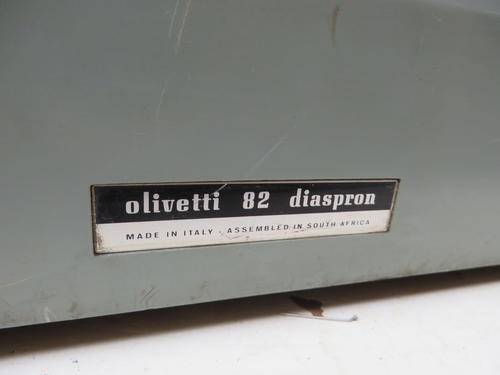 olivetti 82 diaspron
MADE IN ITALY - ASSEMBLED IN SOUTH AFRICA